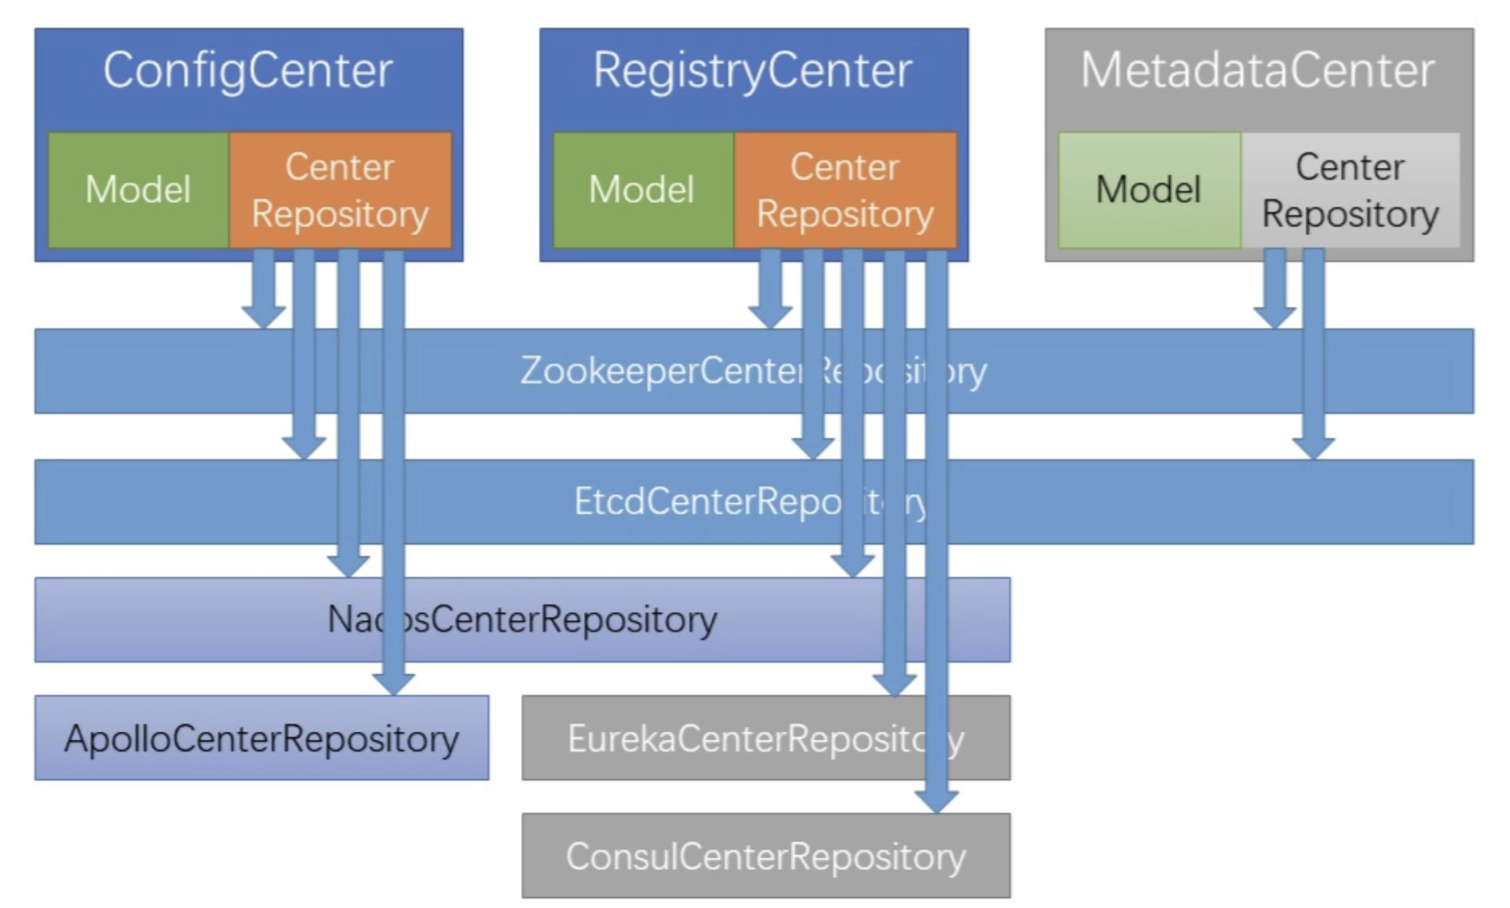 ConfigCenter
Model
Center
Repository
RegistryCenter
Model
Center
Repository
MetadataCenter
Model
Center
Repository
ZookeeperCenterRepository
EtcdCenterRepository
NacosCenterRepository
ApolloCenterRepository
EurekaCenterRepository
ConsulCenterRepository